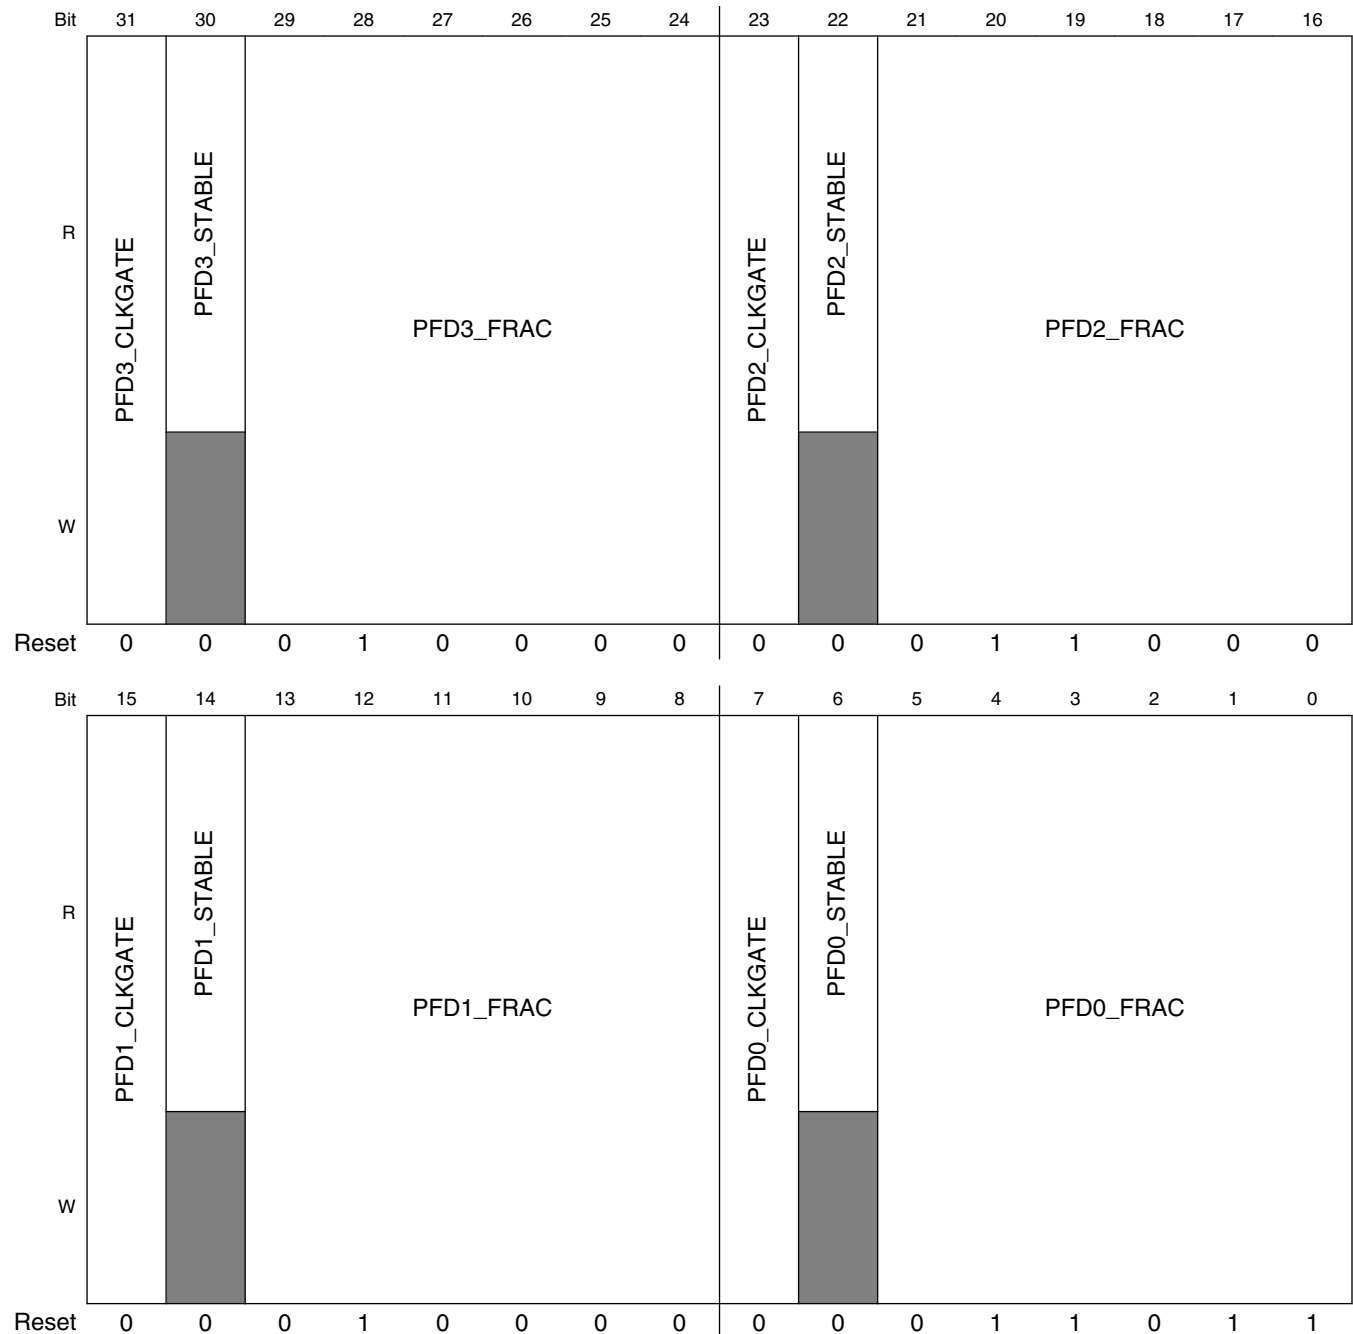 Bit 31 30 29 28 27 26 25 24 23 22 21 20 19 18 17 16
R
PFD3_CLKGATE
PFD3_STABLE
PFD3_FRAC
PFD2_CLKGATE
PFD2_STABLE
PFD2_FRAC
W
Reset 0 0 0 1 0 0 0 0 0 0 0 1 1 0 0 0
Bit 15 14 13 12 11 10 9 8 7 6 5 4 3 2 1 0
R
PFD1_CLKGATE
PFD1_STABLE
PFD1_FRAC
PFD0_CLKGATE
PFD0_STABLE
PFD0_FRAC
W
Reset 0 0 0 1 0 0 0 0 0 0 0 1 1 0 1 1